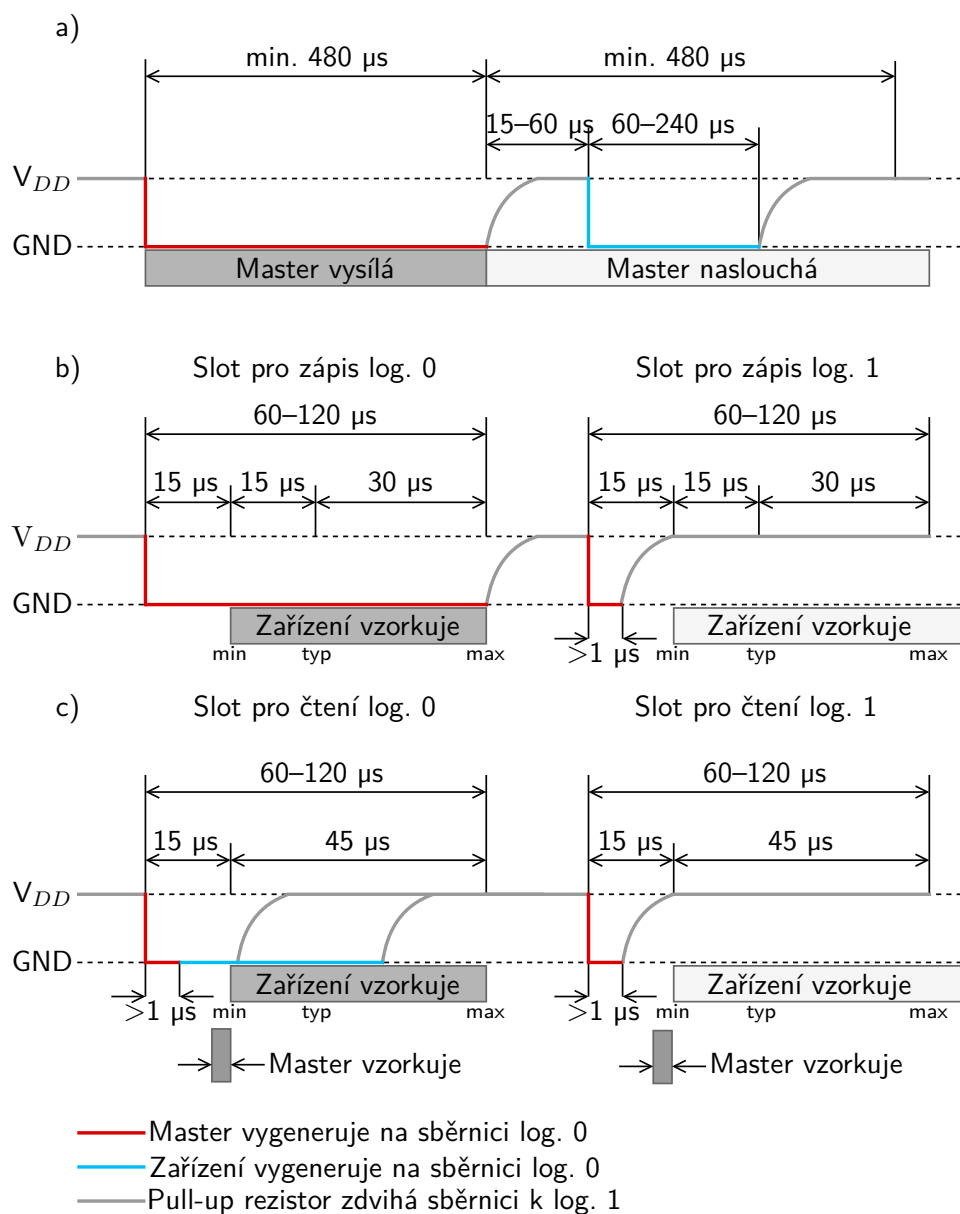 a)
min. 480 µs
min. 480 µs
15–60 µs
60–240 µs
VDD
GND
Master vysílá
Master naslouchá
b)
Slot pro zápis log. 0
Slot pro zápis log. 1
60–120 µs
60–120 µs
15 µs
15 µs
30 µs
15 µs
15 µs
30 µs
VDD
GND
Zařízení vzorkuje
Zařízení vzorkuje
min
typ
max
>1 µs
min
typ
max
c)
Slot pro čtení log. 0
Slot pro čtení log. 1
60–120 µs
60–120 µs
15 µs
45 µs
15 µs
45 µs
VDD
GND
Zařízení vzorkuje
Zařízení vzorkuje
>1 µs
min
typ
max
>1 µs
min
typ
max
Master vzorkuje
Master vzorkuje
Master vygeneruje na sběrnici log. 0
Zařízení vygeneruje na sběrnici log. 0
Pull-up rezistor zdvihá sběrnici k log. 1